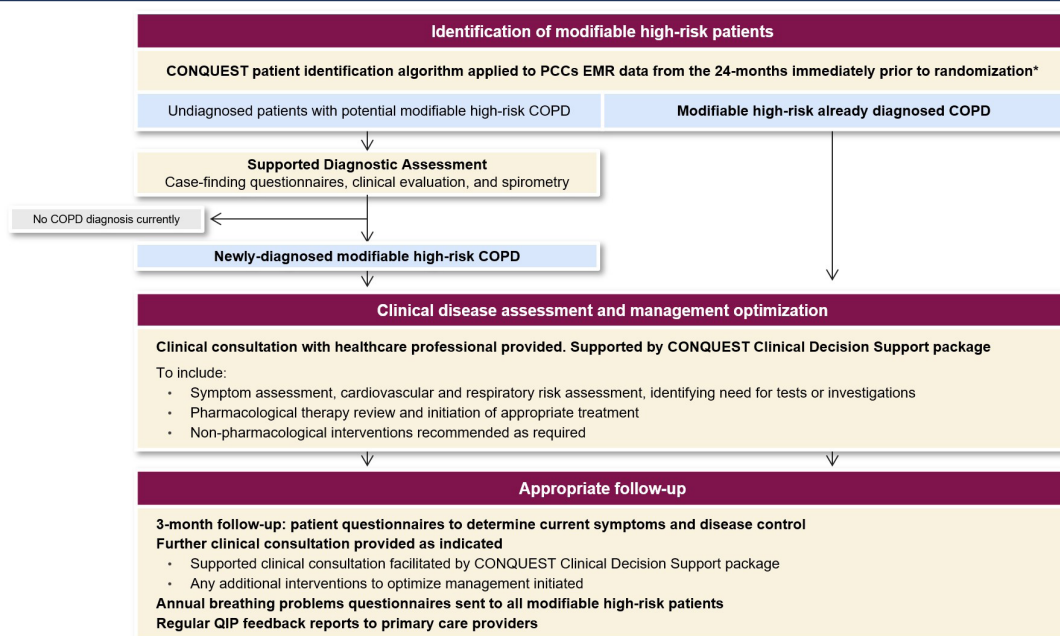 Identification of modifiable high-risk patients
CONQUEST patient identification algorithm applied to PCCs EMR data from the 24-months immediately prior to randomization*
Undiagnosed patients with potential modifiable high-risk COPD
Modifiable high-risk already diagnosed COPD
Supported Diagnostic Assessment
Case-finding questionnaires, clinical evaluation, and spirometry
No COPD diagnosis currently
Newly-diagnosed modifiable high-risk COPD
Clinical disease assessment and management optimization
Clinical consultation with healthcare professional provided. Supported by CONQUEST Clinical Decision Support package
To include:
• Symptom assessment, cardiovascular and respiratory risk assessment, identifying need for tests or investigations
• Pharmacological therapy review and initiation of appropriate treatment
• Non-pharmacological interventions recommended as required
Appropriate follow-up
3-month follow-up: patient questionnaires to determine current symptoms and disease control
Further clinical consultation provided as indicated
• Supported clinical consultation facilitated by CONQUEST Clinical Decision Support package
• Any additional interventions to optimize management initiated
Annual breathing problems questionnaires sent to all modifiable high-risk patients
Regular QIP feedback reports to primary care providers